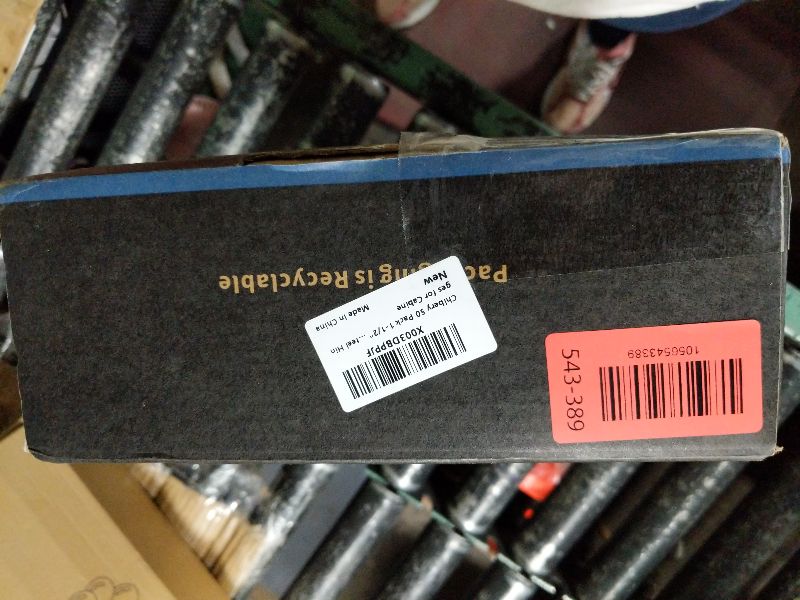 Packaging is Recyclable
X003DBPPJF
Chibery 50 Pack 1-1/2" ...teel Hin
ges for Cabine
New
Made in China
1056543389
543-389